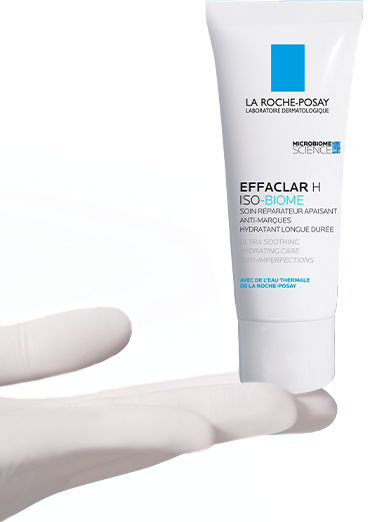 LA ROCHE-POSAY
LABORATOIRE DERMATOLOGIQUE
MICROBIOME
SCIENCE
EFFACLAR H
ISO-BIOME
SOIN RÉPARATEUR APAISANT
ANTI-MARQUES
HYDRATANT LONGUE DURÉE
ULTRA SOOTHING
HYDRATING CARE
ANTI-IMPERFECTIONS
AVEC DE L'EAU THERMALE
DE LA ROCHE-POSAY